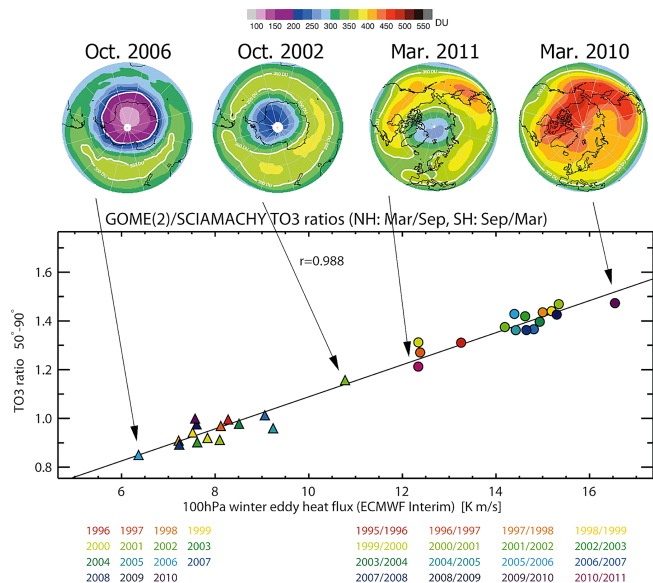 DU
100 150 200 250 300 350 400 450 500 550
Oct. 2006 Oct. 2002 Mar. 2011 Mar. 2010
GOME(2)/SCIAMACHY TO3 ratios (NH: Mar/Sep, SH: Sep/Mar)
r=0.988
1.6
1.4
1.2
1.0
0.8
TO3 ratio 50°-90°
6 8 10 12 14 16
100hPa winter eddy heat flux (ECMWF Interim) [K m/s]
1996 1997 1998 1999
2000 2001 2002 2003
2004 2005 2006 2007
2008 2009 2010
1995/1996 1996/1997 1997/1998 1998/1999
1999/2000 2000/2001 2001/2002 2002/2003
2003/2004 2004/2005 2005/2006 2006/2007
2007/2008 2008/2009 2009/2010 2010/2011